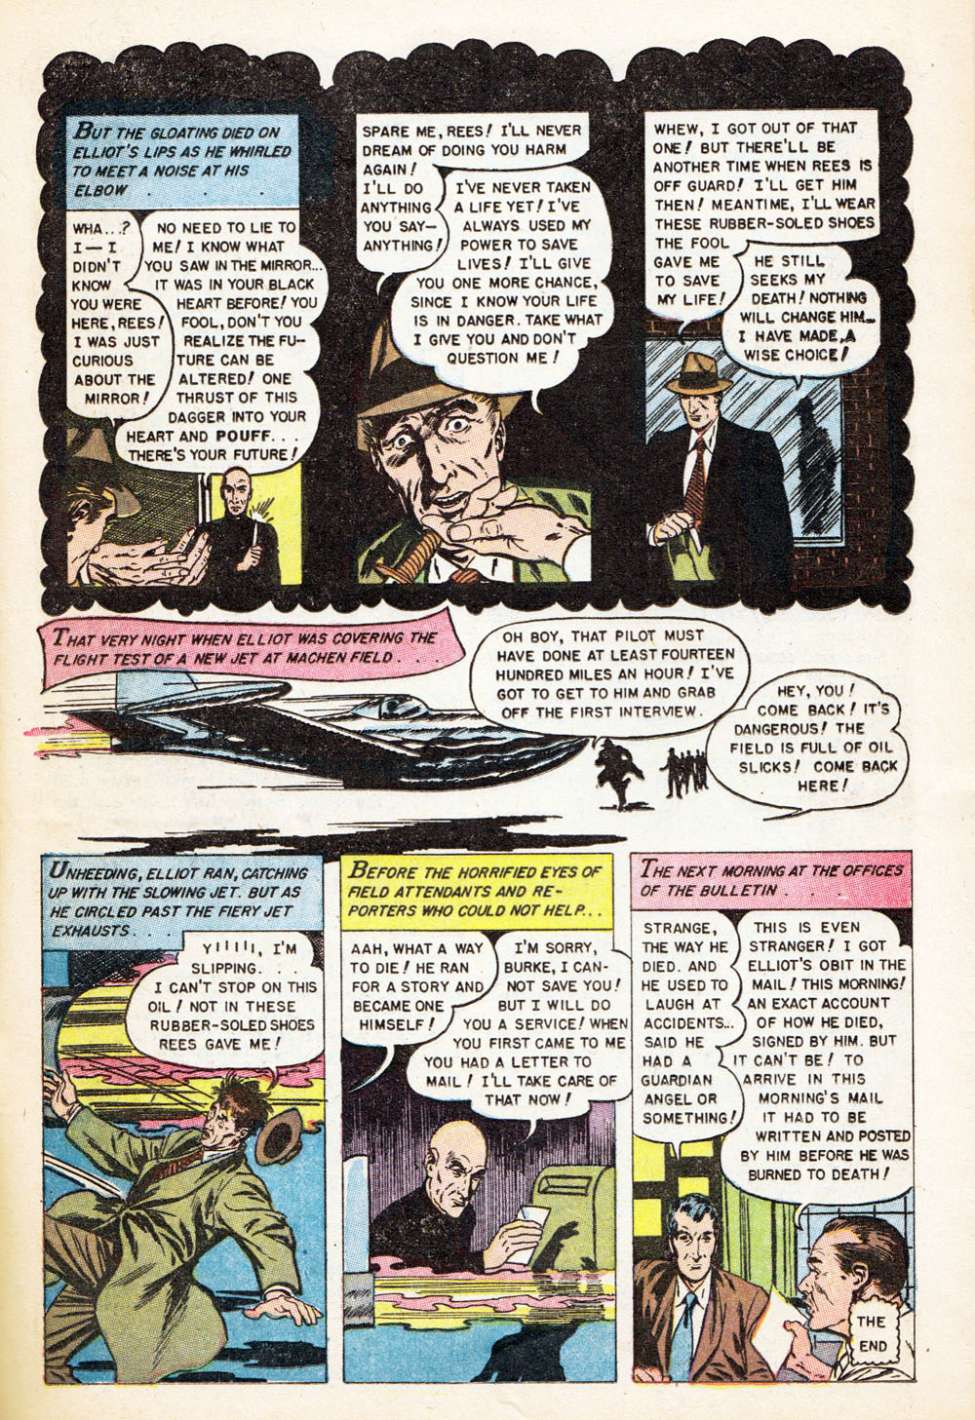 BUT THE GLOATING DIED ON
ELLIOT'S LIPS AS HE WHIRLED
TO MEET A NOISE AT HIS
ELBOW . . .
WHA...?
I—I
DIDN'T
KNOW
YOU WERE
HERE, REES!
I WAS JUST
CURIOUS
ABOUT THE
MIRROR!
NO NEED TO LIE TO
ME! I KNOW WHAT
YOU SAW IN THE MIRROR...
IT WAS IN YOUR BLACK
HEART BEFORE! YOU
FOOL, DON'T YOU
REALIZE THE FU-
TURE CAN BE
ALTERED! ONE
THRUST OF THIS
DAGGER INTO YOUR
HEART AND POUFF...
THERE'S YOUR FUTURE!
SPARE ME, REES! I'LL NEVER
DREAM OF DOING YOU HARM
AGAIN!
I'LL DO
ANYTHING
YOU SAY-
ANYTHING!
I'VE NEVER TAKEN
A LIFE YET! I'VE
ALWAYS USED MY
POWER TO SAVE
LIVES! I'LL GIVE
YOU ONE MORE CHANCE,
SINCE I KNOW YOUR LIFE
IS IN DANGER. TAKE WHAT
I GIVE YOU AND DON'T
QUESTION ME!
WHEW, I GOT OUT OF THAT
ONE! BUT THERE'LL BE
ANOTHER TIME WHEN REES IS
OFF GUARD! I'LL GET HIM
THEN! MEANTIME, I'LL WEAR
THESE RUBBER-SOLED SHOES
THE FOOL
GAVE ME
TO SAVE
MY LIFE!
HE STILL
SEEKS MY
DEATH! NOTHING
WILL CHANGE HIM...
I HAVE MADE A
WISE CHOICE!
THAT VERY NIGHT WHEN ELLIOT WAS COVERING THE
FLIGHT TEST OF A NEW JET AT MACHEN FIELD. . . .
OH BOY, THAT PILOT MUST
HAVE DONE AT LEAST FOURTEEN
HUNDRED MILES AN HOUR! I'VE
GOT TO GET TO HIM AND GRAB
OFF THE FIRST INTERVIEW.
HEY, YOU!
COME BACK! IT'S
DANGEROUS! THE
FIELD IS FULL OF OIL
SLICKS! COME BACK
HERE!
UNHEEDING, ELLIOT RAN, CATCHING
UP WITH THE SLOWING JET. BUT AS
HE CIRCLED PAST THE FIERY JET
EXHAUSTS. . . .
YIIIII, I'M
SLIPPING. . .
I CAN'T STOP ON THIS
OIL! NOT IN THESE
RUBBER-SOLED SHOES
REES GAVE ME!
BEFORE THE HORRIFIED EYES OF
FIELD ATTENDANTS AND RE-
PORTERS WHO COULD NOT HELP...
AAH, WHAT A WAY
TO DIE! HE RAN
FOR A STORY AND
BECAME ONE
HIMSELF!
I'M SORRY,
BURKE, I CAN-
NOT SAVE YOU!
BUT I WILL DO
YOU A SERVICE! WHEN
YOU FIRST CAME TO ME
YOU HAD A LETTER TO
MAIL! I'LL TAKE CARE OF
THAT NOW!
THE NEXT MORNING AT THE OFFICES
OF THE BULLETIN . . . .
STRANGE,
THE WAY HE
DIED. AND
HE USED TO
LAUGH AT
ACCIDENTS...
SAID HE
HAD A
GUARDIAN
ANGEL OR
SOMETHING!
THIS IS EVEN
STRANGER! I GOT
ELLIOT'S OBIT IN THE
MAIL! THIS MORNING!
AN EXACT ACCOUNT
OF HOW HE DIED,
SIGNED BY HIM. BUT
IT CAN'T BE! TO
ARRIVE IN THIS
MORNING'S MAIL
IT HAD TO BE
WRITTEN AND POSTED
BY HIM BEFORE HE WAS
BURNED TO DEATH!
THE
END